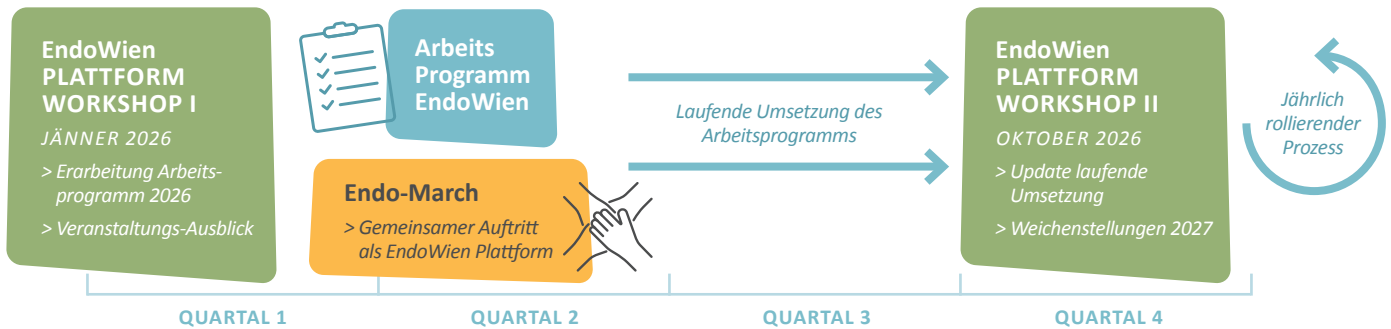 EndoWien
PLATTFORM
WORKSHOP I
JÄNNER 2026
> Erarbeitung Arbeits-
programm 2026
> Veranstaltungs-Ausblick
Arbeits
Programm
EndoWien
Endo-March
> Gemeinsamer Auftritt
als EndoWien Plattform
Laufende Umsetzung des
Arbeitsprogramms
EndoWien
PLATTFORM
WORKSHOP II
OKTOBER 2026
> Update laufende
Umsetzung
> Weichenstellungen 2027
Jährlich
rollierender
Prozess
QUARTAL 1
QUARTAL 2
QUARTAL 3
QUARTAL 4